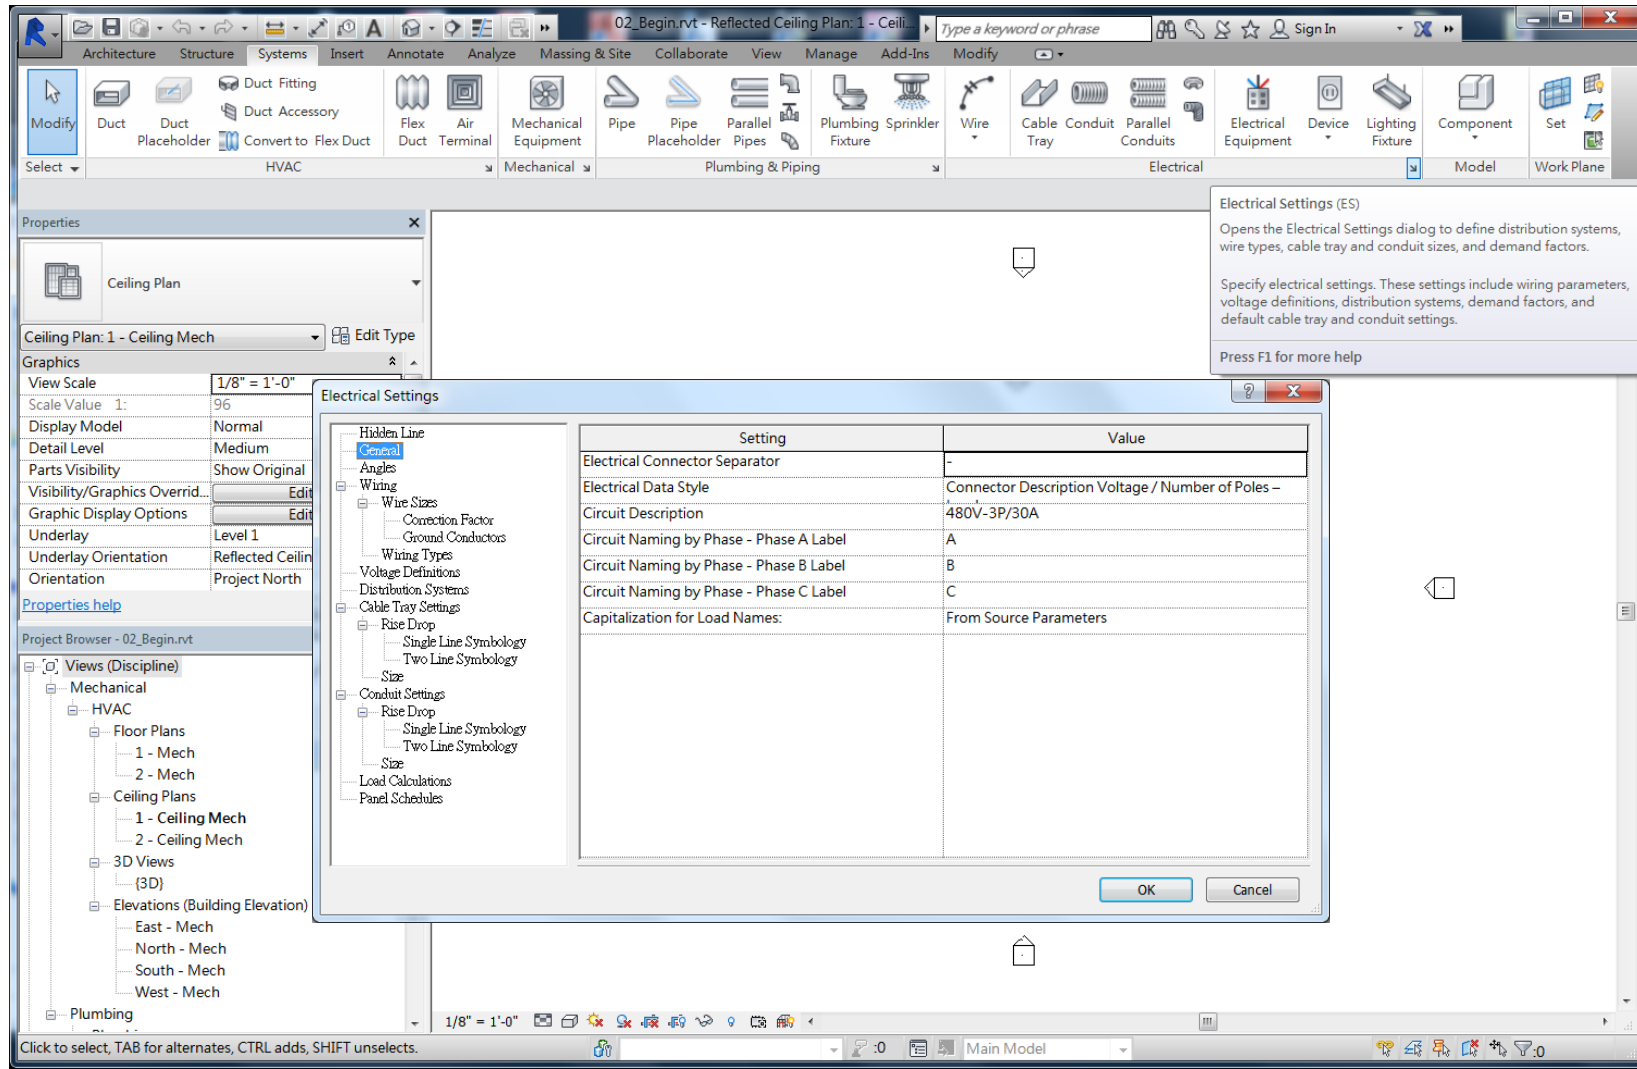 02_Begin.rvt - Reflected Ceiling Plan: 1 - Ceili...
Type a keyword or phrase
Sign In
Architecture Structure Systems Insert Annotate Analyze Massing & Site Collaborate View Manage Add-Ins Modify
Modify
Duct
Duct Placeholder
Duct Fitting
Duct Accessory
Convert to Flex Duct
Flex Duct
Air Terminal
Mechanical Equipment
Pipe
Pipe Placeholder
Parallel Pipes
Plumbing Fixture
Sprinkler
Wire
Cable Tray
Conduit
Parallel Conduits
Electrical Equipment
Device
Lighting Fixture
Component
Set
Select HVAC Mechanical Plumbing & Piping Electrical Model Work Plane
Electrical Settings (ES)
Opens the Electrical Settings dialog to define distribution systems,
wire types, cable tray and conduit sizes, and demand factors.
Specify electrical settings. These settings include wiring parameters,
voltage definitions, distribution systems, demand factors, and
default cable tray and conduit settings.
Press F1 for more help
Properties
Ceiling Plan
Ceiling Plan: 1 - Ceiling Mech Edit Type
Graphics
View Scale 1/8" = 1'-0"
Scale Value 1: 96
Display Model Normal
Detail Level Medium
Parts Visibility Show Original
Visibility/Graphics Overrid... Edit
Graphic Display Options Edit
Underlay Level 1
Underlay Orientation Reflected Ceilin
Orientation Project North
Properties help
Project Browser - 02_Begin.rvt
Views (Discipline)
Mechanical
HVAC
Floor Plans
1 - Mech
2 - Mech
Ceiling Plans
1 - Ceiling Mech
2 - Ceiling Mech
3D Views
{3D}
Elevations (Building Elevation)
East - Mech
North - Mech
South - Mech
West - Mech
Plumbing
Electrical Settings
Hidden Line
General
Angles
Wiring
Wire Sizes
Correction Factor
Ground Conductors
Wiring Types
Voltage Definitions
Distribution Systems
Cable Tray Settings
Rise Drop
Single Line Symbology
Two Line Symbology
Size
Conduit Settings
Rise Drop
Single Line Symbology
Two Line Symbology
Size
Load Calculations
Panel Schedules
Setting Value
Electrical Connector Separator -
Electrical Data Style Connector Description Voltage / Number of Poles –
Circuit Description 480V-3P/30A
Circuit Naming by Phase - Phase A Label A
Circuit Naming by Phase - Phase B Label B
Circuit Naming by Phase - Phase C Label C
Capitalization for Load Names: From Source Parameters
OK Cancel
1/8" = 1'-0"
Click to select, TAB for alternates, CTRL adds, SHIFT unselects.
:0
Main Model
:0